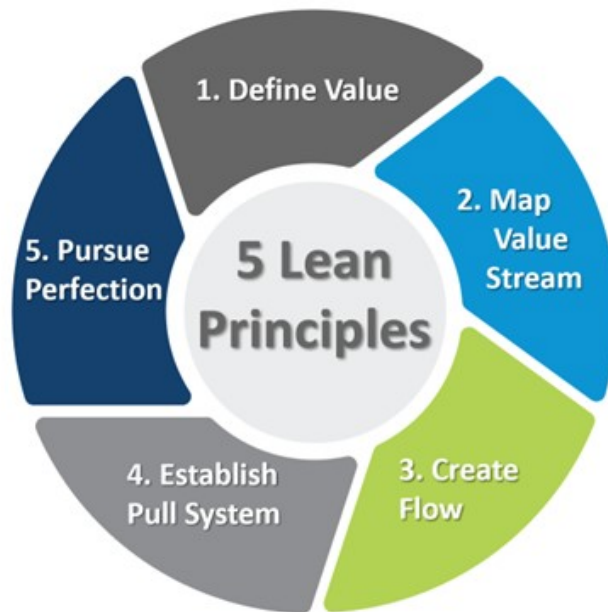 1. Define Value
2. Map
Value
Stream
5 Lean
Principles
5. Pursue
Perfection
4. Establish
Pull System
3. Create
Flow